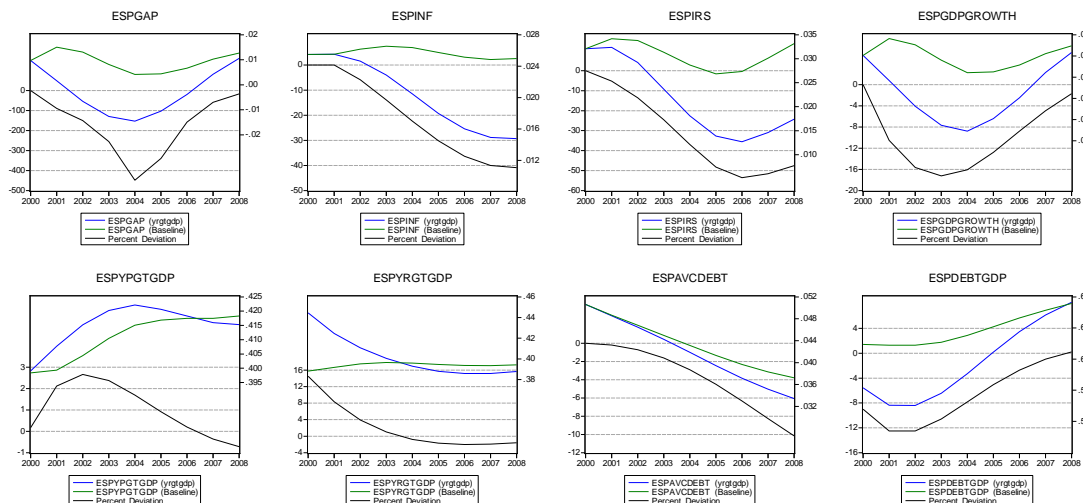 ESPGAP
.02
.01
.00
-.01
-.02
0
-100
-200
-300
-400
-500
2000 2001 2002 2003 2004 2005 2006 2007 2008
ESPGAP (yrgtgdp)
ESPGAP (Baseline)
Percent Deviation
ESPINF
.028
.024
.020
.016
.012
10
0
-10
-20
-30
-40
-50
2000 2001 2002 2003 2004 2005 2006 2007 2008
ESPINF (yrgtgdp)
ESPINF (Baseline)
Percent Deviation
ESPIRS
.035
.030
.025
.020
.015
.010
0
-10
-20
-30
-40
-50
-60
2000 2001 2002 2003 2004 2005 2006 2007 2008
ESPIRS (yrgtgdp)
ESPIRS (Baseline)
Percent Deviation
ESPGDPGROWTH
0
-4
-8
-12
-16
-20
2000 2001 2002 2003 2004 2005 2006 2007 2008
ESPGDPGROWTH (yrgtgdp)
ESPGDPGROWTH (Baseline)
Percent Deviation
ESPYPGTGDP
.425
.420
.415
.410
.405
.400
.395
3
2
1
0
-1
2000 2001 2002 2003 2004 2005 2006 2007 2008
ESPYPGTGDP (yrgtgdp)
ESPYPGTGDP (Baseline)
Percent Deviation
ESPYRGTGDP
.46
.44
.42
.40
.38
16
12
8
4
0
-4
2000 2001 2002 2003 2004 2005 2006 2007 2008
ESPYRGTGDP (yrgtgdp)
ESPYRGTGDP (Baseline)
Percent Deviation
ESPAVCDEBT
.052
.048
.044
.040
.036
.032
0
-2
-4
-6
-8
-10
-12
2000 2001 2002 2003 2004 2005 2006 2007 2008
ESPAVCDEBT (yrgtgdp)
ESPAVCDEBT (Baseline)
Percent Deviation
ESPDEBTGDP
4
0
-4
-8
-12
-16
2000 2001 2002 2003 2004 2005 2006 2007 2008
ESPDEBTGDP (yrgtgdp)
ESPDEBTGDP (Baseline)
Percent Deviation